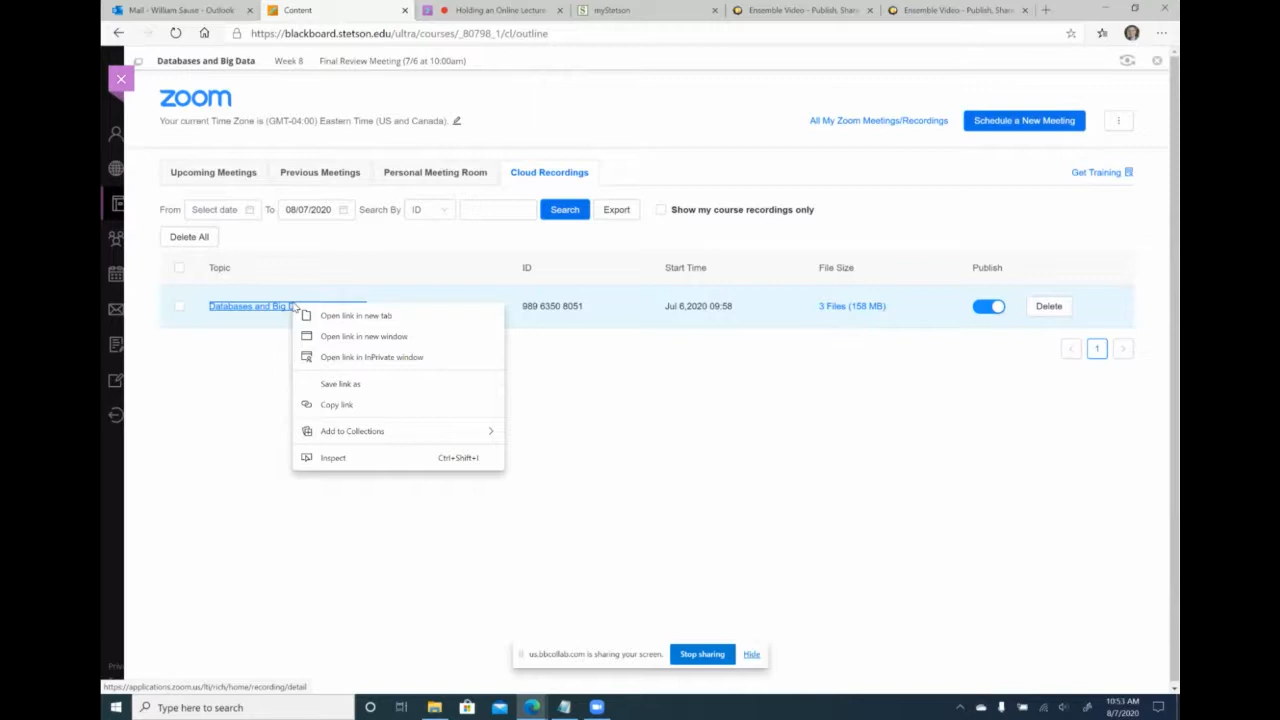 Mail - William Sause - Outlook
Content
Holding an Online Lecture
myStetson
Ensemble Video - Publish, Share
Ensemble Video - Publish, Share
https://blackboard.stetson.edu/ultra/courses/_80798_1/cl/outline
Databases and Big Data Week 8 Final Review Meeting (7/6 at 10:00am)
zoom
Your current Time Zone is (GMT-04:00) Eastern Time (US and Canada).
All My Zoom Meetings/Recordings
Schedule a New Meeting
Upcoming Meetings Previous Meetings Personal Meeting Room Cloud Recordings
Get Training
From Select date To 08/07/2020 Search By ID Search Export Show my course recordings only
Delete All
Topic ID Start Time File Size Publish
Databases and Big D 989 6350 8051 Jul 6,2020 09:58 3 Files (158 MB) Delete
Open link in new tab
Open link in new window
1
Open link in InPrivate window
Save link as
Copy link
Add to Collections
Inspect Ctrl+Shift+I
us.bbcollab.com is sharing your screen. Stop sharing Hide
Priv
https://applications.zoom.us/lti/rich/home/recording/detail
Type here to search
10:53 AM
8/7/2020